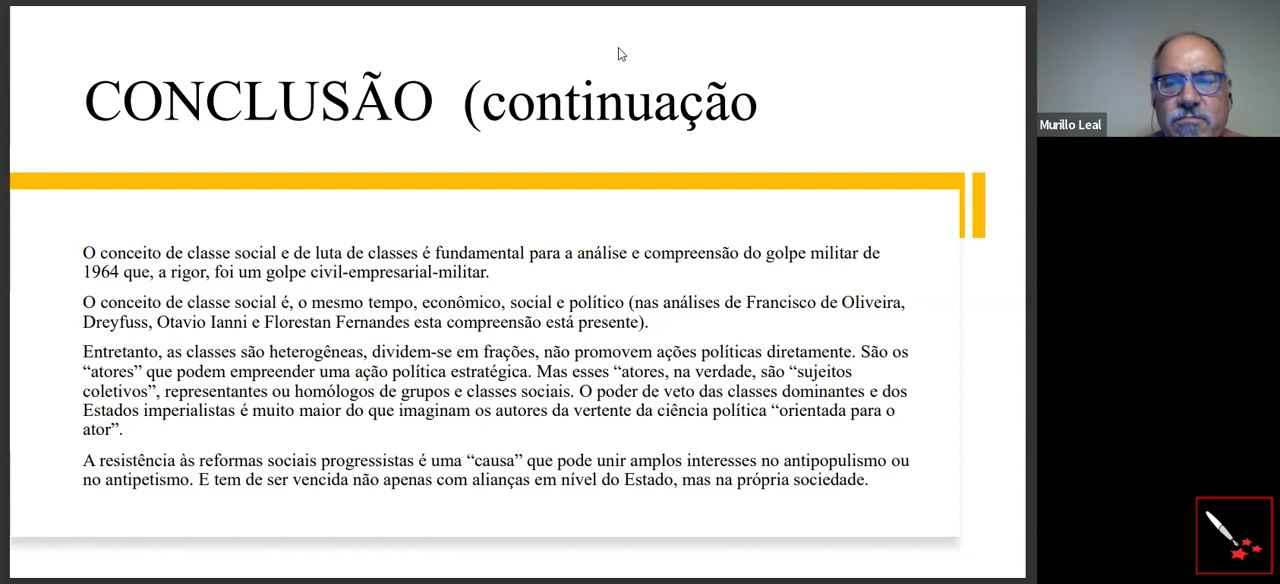 CONCLUSÃO (continuação
Murillo Leal
O conceito de classe social e de luta de classes é fundamental para a análise e compreensão do golpe militar de
1964 que, a rigor, foi um golpe civil-empresarial-militar.
O conceito de classe social é, o mesmo tempo, econômico, social e político (nas análises de Francisco de Oliveira,
Dreyfuss, Otavio Ianni e Florestan Fernandes esta compreensão está presente).
Entretanto, as classes são heterogêneas, dividem-se em frações, não promovem ações políticas diretamente. São os
“atores” que podem empreender uma ação política estratégica. Mas esses “atores, na verdade, são “sujeitos
coletivos”, representantes ou homólogos de grupos e classes sociais. O poder de veto das classes dominantes e dos
Estados imperialistas é muito maior do que imaginam os autores da vertente da ciência política “orientada para o
ator”.
A resistência às reformas sociais progressistas é uma “causa” que pode unir amplos interesses no antipopulismo ou
no antipetismo. E tem de ser vencida não apenas com alianças em nível do Estado, mas na própria sociedade.